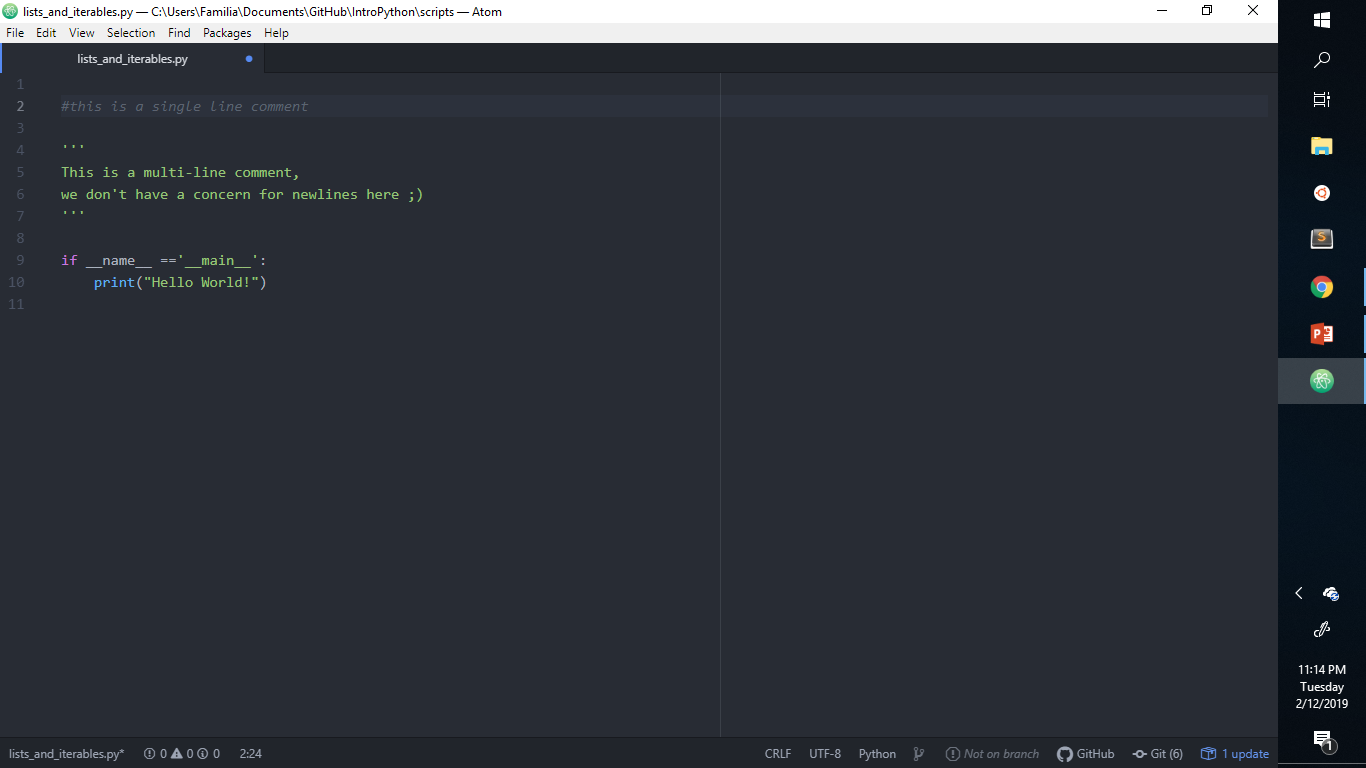 lists_and_iterables.py — C:\Users\Familia\Documents\GitHub\IntroPython\scripts — Atom
File Edit View Selection Find Packages Help
lists_and_iterables.py
1
2 #this is a single line comment
3
4 '''
5 This is a multi-line comment,
6 we don't have a concern for newlines here ;)
7 '''
8
9 if __name__ =='__main__':
10 print("Hello World!")
11
lists_and_iterables.py* 0 0 0 2:24 CRLF UTF-8 Python Not on branch GitHub Git (6) 1 update
S
P
11:14 PM
Tuesday
2/12/2019
1